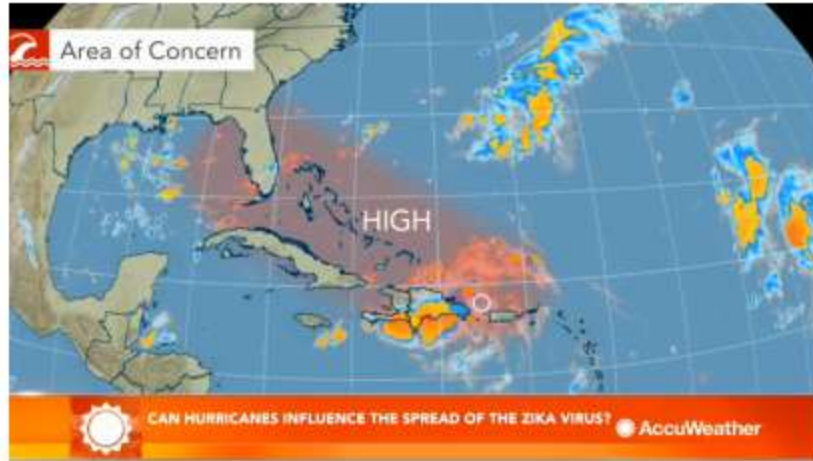 Area of Concern
HIGH
CAN HURRICANES INFLUENCE THE SPREAD OF THE ZIKA VIRUS?
AccuWeather